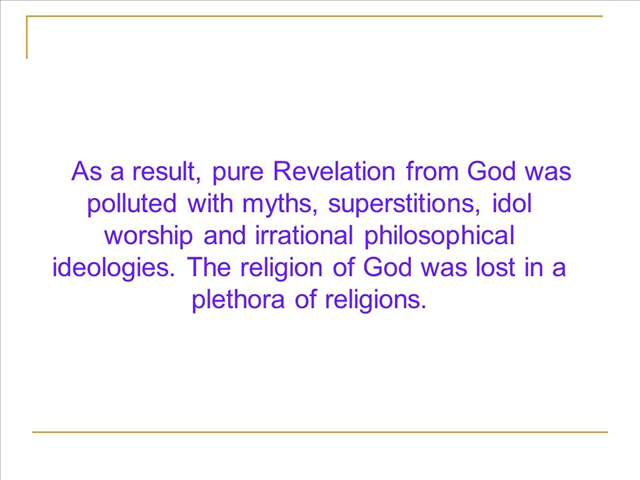 As a result, pure Revelation from God was
polluted with myths, superstitions, idol
worship and irrational philosophical
ideologies. The religion of God was lost in a
plethora of religions.